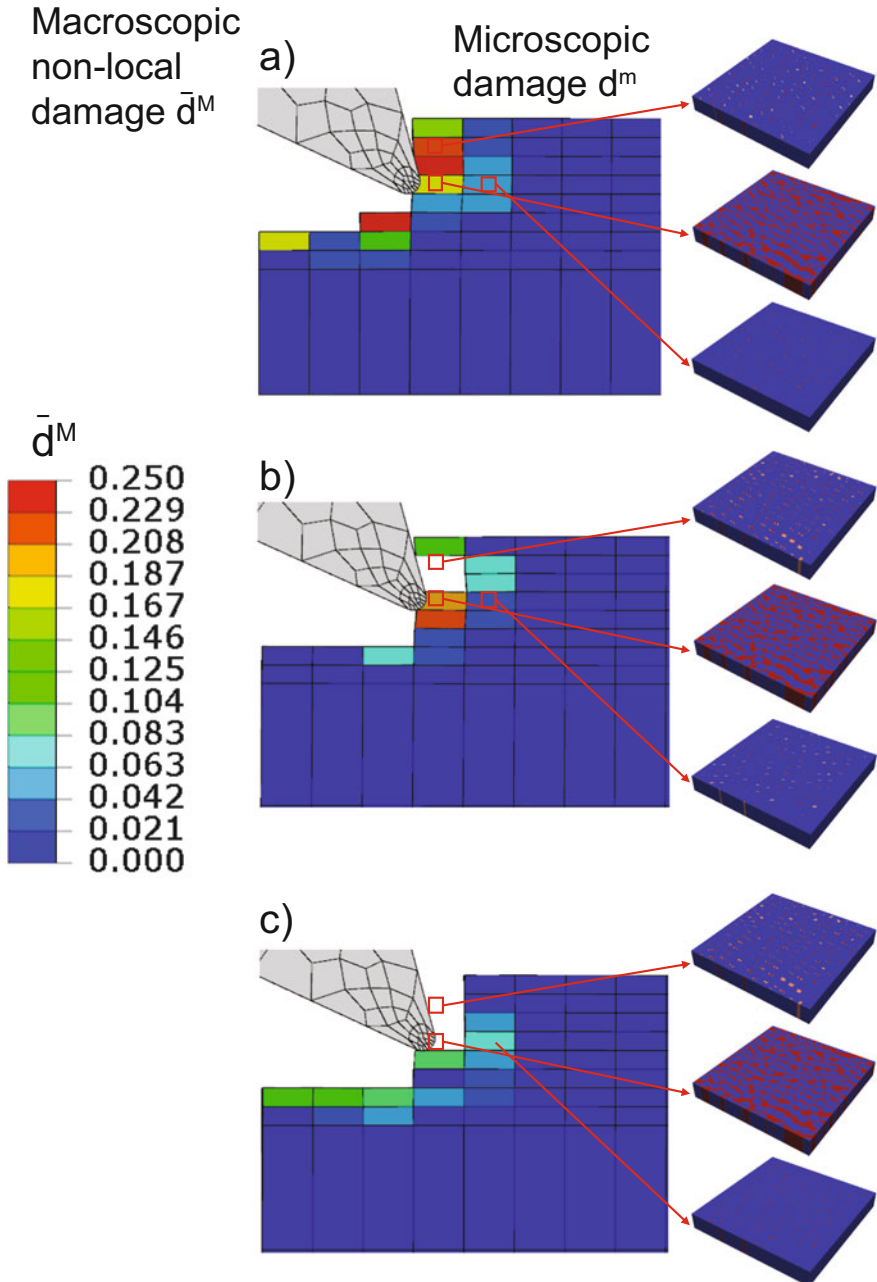 Macroscopic
non-local
damage d̄ᴹ
a)
Microscopic
damage dᵐ
d̄ᴹ
0.250
0.229
0.208
0.187
0.167
0.146
0.125
0.104
0.083
0.063
0.042
0.021
0.000
b)
c)